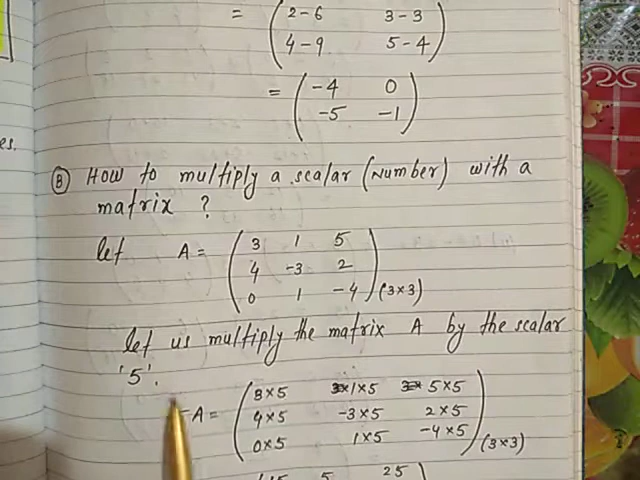 = ( 2-6 3-3
4-9 5-4 )
= ( -4 0
-5 -1 )
es.
(B) How to multiply a scalar (Number) with a
matrix ?
let A = ( 3 1 5
4 -3 2
0 1 -4 ) (3×3)
let us multiply the matrix A by the scalar
'5'.
A = ( 3×5 1×5 5×5
4×5 -3×5 2×5
0×5 1×5 -4×5 ) (3×3)
5 25